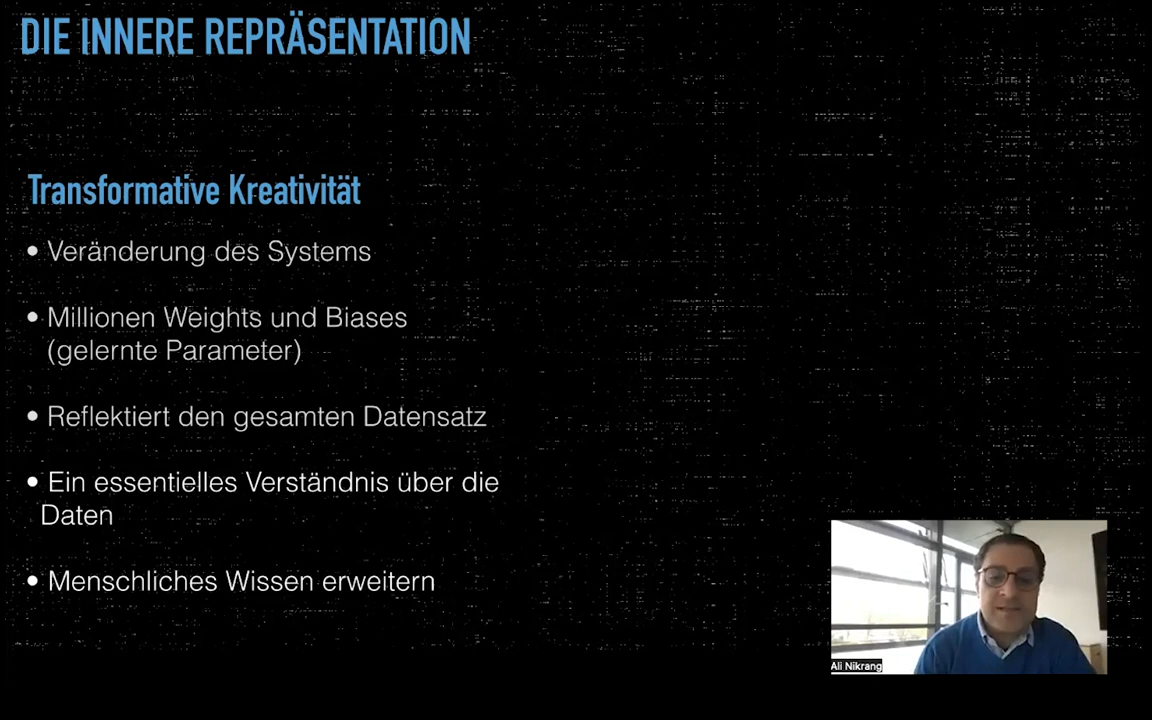 DIE INNERE REPRÄSENTATION
Transformative Kreativität
• Veränderung des Systems
• Millionen Weights und Biases
(gelernte Parameter)
• Reflektiert den gesamten Datensatz
• Ein essentielles Verständnis über die
Daten
• Menschliches Wissen erweitern
Ali Nikrang